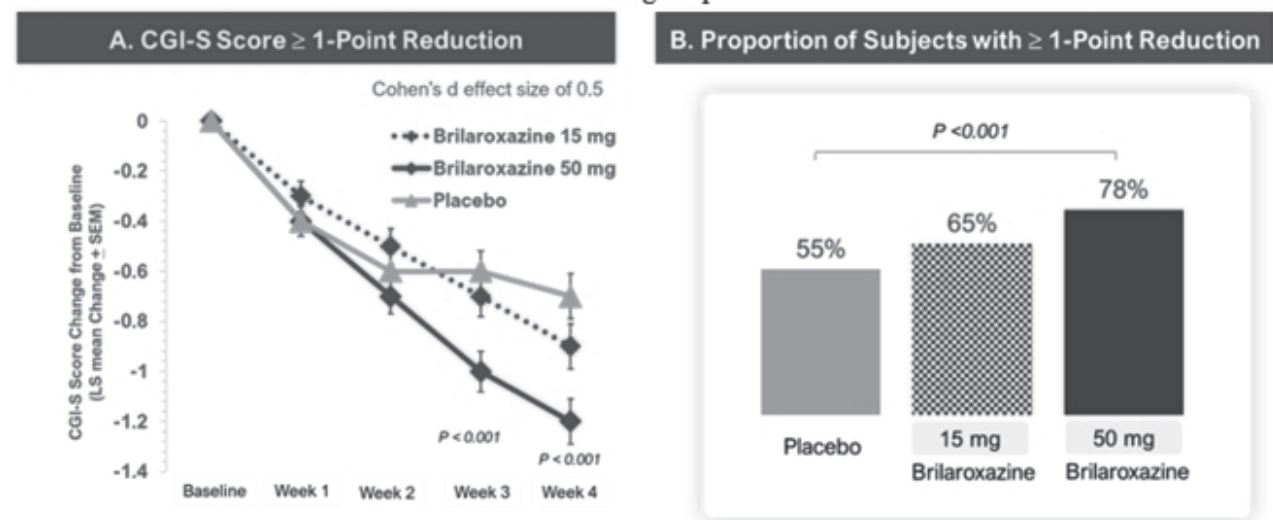 A. CGI-S Score ≥ 1-Point Reduction
Cohen's d effect size of 0.5
Brilaroxazine 15 mg
Brilaroxazine 50 mg
Placebo
CGI-S Score Change from Baseline
(LS mean Change ± SEM)
0
-0.2
-0.4
-0.6
-0.8
-1
-1.2
-1.4
P < 0.001
P < 0.001
Baseline Week 1 Week 2 Week 3 Week 4
B. Proportion of Subjects with ≥ 1-Point Reduction
P <0.001
55%
65%
78%
Placebo
15 mg
Brilaroxazine
50 mg
Brilaroxazine